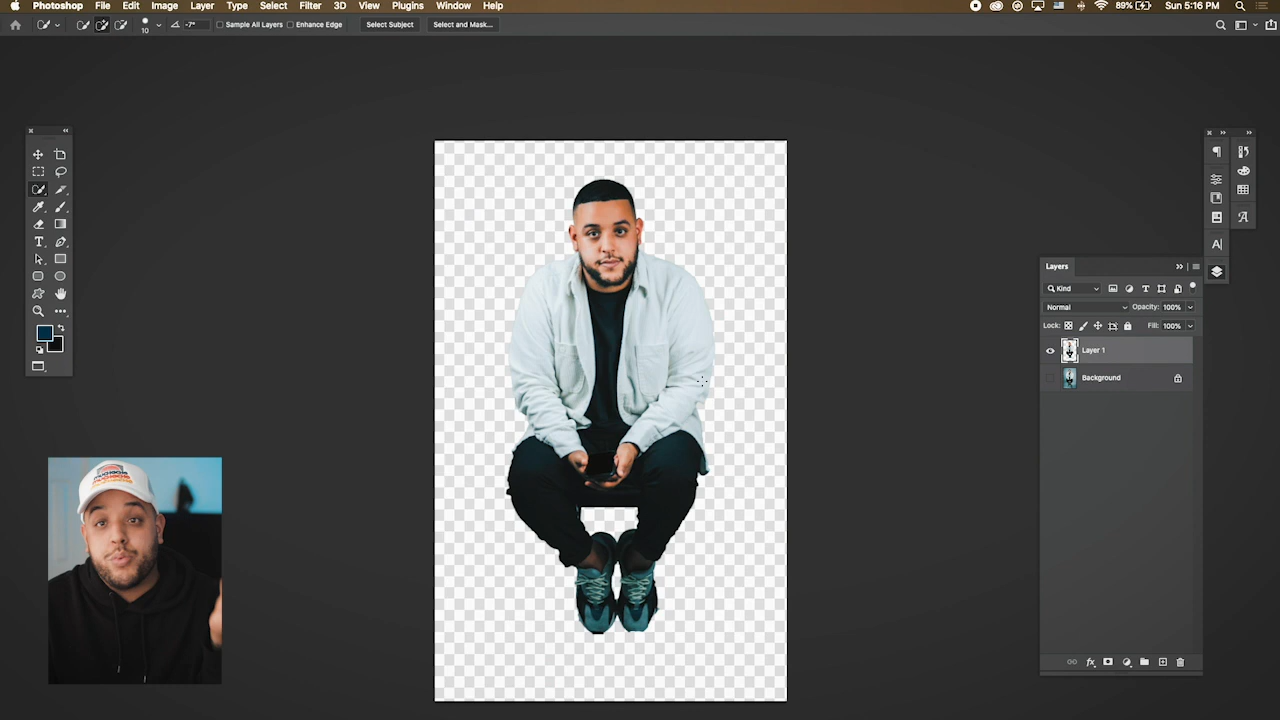 Photoshop File Edit Image Layer Type Select Filter 3D View Plugins Window Help 89% Sun 5:16 PM
10 -7° Sample All Layers Enhance Edge Select Subject Select and Mask...
Layers
Kind
Normal Opacity: 100%
Lock: Fill: 100%
Layer 1
Background